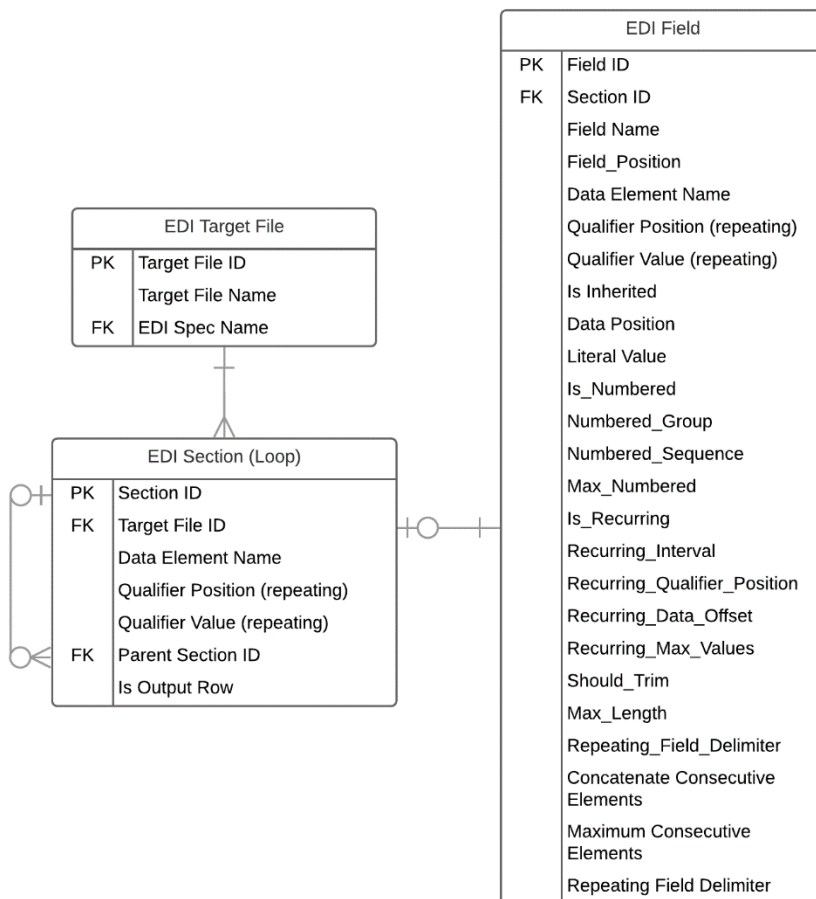 EDI Target File
PK Target File ID
Target File Name
FK EDI Spec Name
EDI Section (Loop)
PK Section ID
FK Target File ID
Data Element Name
Qualifier Position (repeating)
Qualifier Value (repeating)
FK Parent Section ID
Is Output Row
EDI Field
PK Field ID
FK Section ID
Field Name
Field_Position
Data Element Name
Qualifier Position (repeating)
Qualifier Value (repeating)
Is Inherited
Data Position
Literal Value
Is_Numbered
Numbered_Group
Numbered_Sequence
Max_Numbered
Is_Recurring
Recurring_Interval
Recurring_Qualifier_Position
Recurring_Data_Offset
Recurring_Max_Values
Should_Trim
Max_Length
Repeating_Field_Delimiter
Concatenate Consecutive
Elements
Maximum Consecutive
Elements
Repeating Field Delimiter